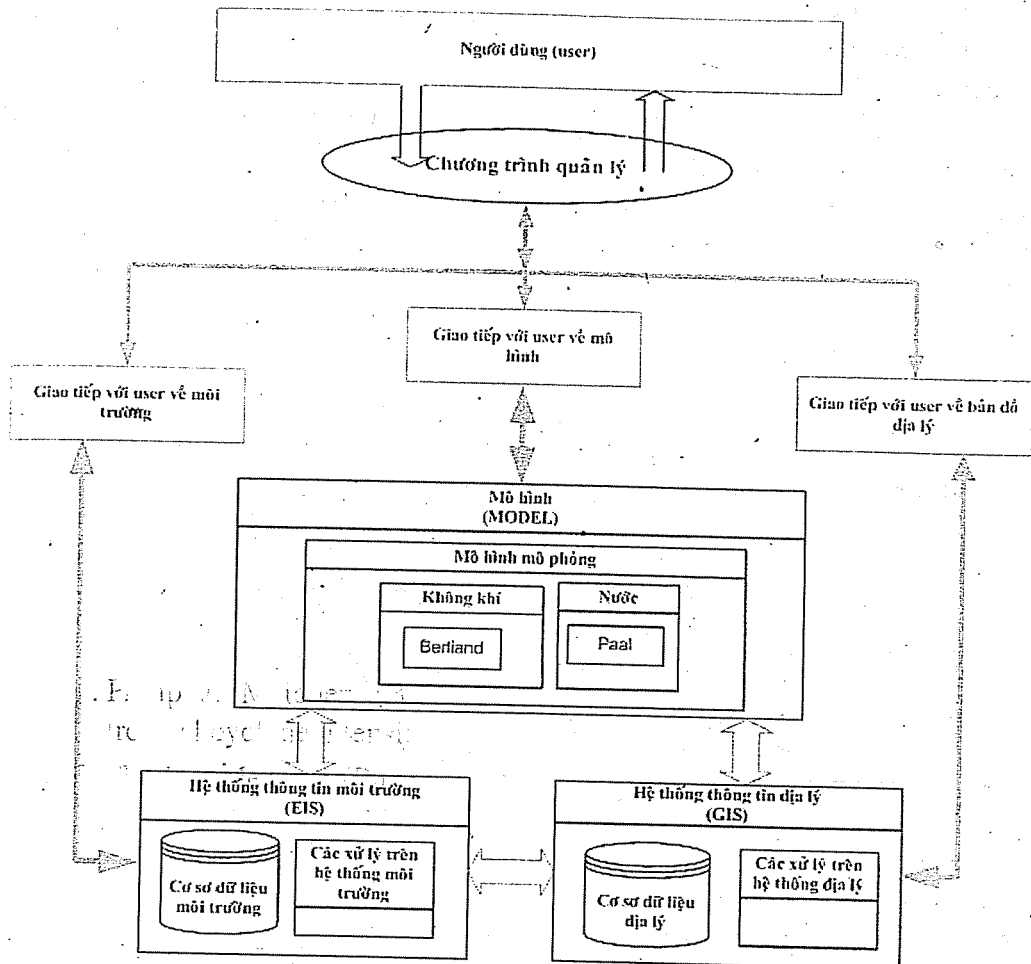 Người dùng (user)
Chương trình quản lý
Giao tiếp với user về mô
hình
Giao tiếp với user về môi
trường
Giao tiếp với user về bản đồ
địa lý
Mô hình
(MODEL)
Mô hình mô phỏng
Không khí
Nước
Berliand
Paal
Hệ thống thông tin môi trường
(EIS)
Cơ sở dữ liệu
môi trường
Các xử lý trên
hệ thống môi
trường
Hệ thống thông tin địa lý
(GIS)
Cơ sở dữ liệu
địa lý
Các xử lý trên
hệ thống địa lý